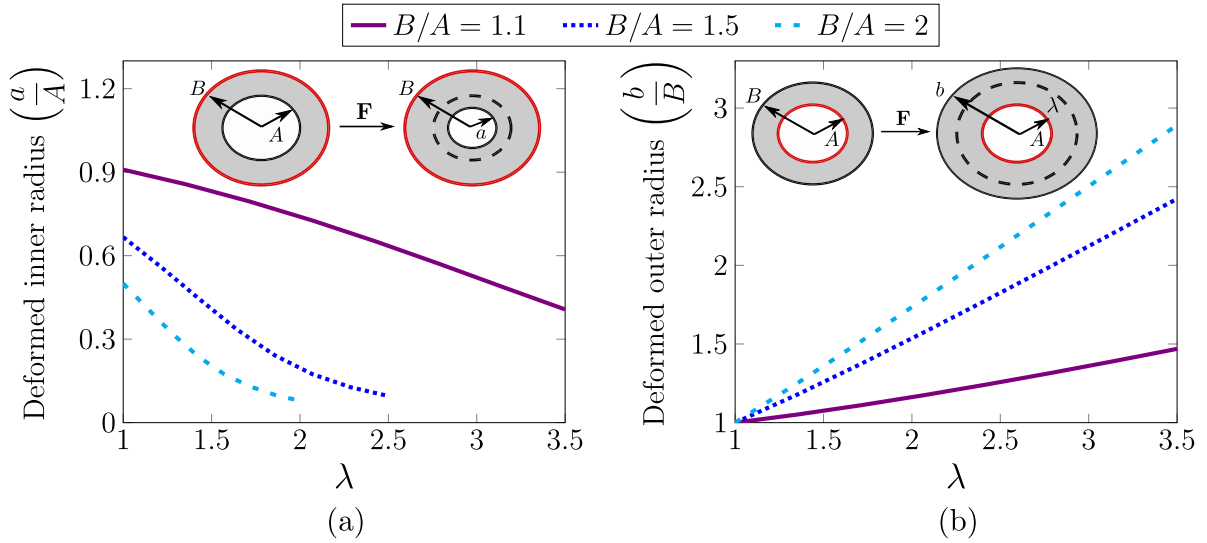 B/A = 1.1 B/A = 1.5 B/A = 2
Deformed inner radius (a/A)
1.2
0.9
0.6
0.3
0
B
A
F
B
a
1 1.5 2 2.5 3 3.5
λ
(a)
Deformed outer radius (b/B)
3
2.5
2
1.5
1
B
A
F
b
A
λ
1 1.5 2 2.5 3 3.5
λ
(b)